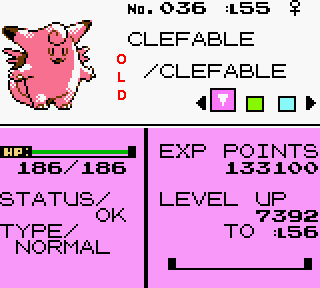 No. 036 :L55 ♀
CLEFABLE
OLD
/CLEFABLE
HP:
186/186
STATUS/
OK
TYPE/
NORMAL
EXP POINTS
133100
LEVEL UP
7392
TO :L56